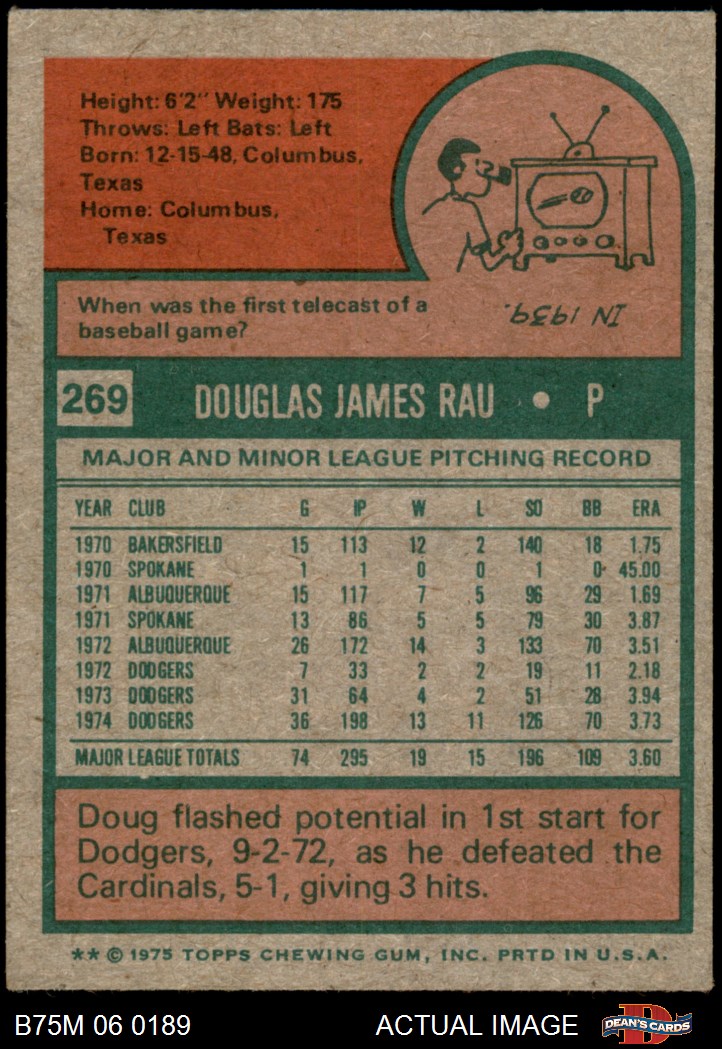 Height: 6'2" Weight: 175
Throws: Left Bats: Left
Born: 12-15-48, Columbus,
Texas
Home: Columbus,
Texas
When was the first telecast of a
baseball game?
IN 1939.
269 DOUGLAS JAMES RAU • P
MAJOR AND MINOR LEAGUE PITCHING RECORD
YEAR CLUB G IP W L SO BB ERA
1970 BAKERSFIELD 15 113 12 2 140 18 1.75
1970 SPOKANE 1 1 0 0 1 0 45.00
1971 ALBUQUERQUE 15 117 7 5 96 29 1.69
1971 SPOKANE 13 86 5 5 79 30 3.87
1972 ALBUQUERQUE 26 172 14 3 133 70 3.51
1972 DODGERS 7 33 2 2 19 11 2.18
1973 DODGERS 31 64 4 2 51 28 3.94
1974 DODGERS 36 198 13 11 126 70 3.73
MAJOR LEAGUE TOTALS 74 295 19 15 196 109 3.60
Doug flashed potential in 1st start for
Dodgers, 9-2-72, as he defeated the
Cardinals, 5-1, giving 3 hits.
** © 1975 TOPPS CHEWING GUM, INC. PRTD IN U.S.A.
B75M 06 0189 ACTUAL IMAGE D DEAN'S CARDS